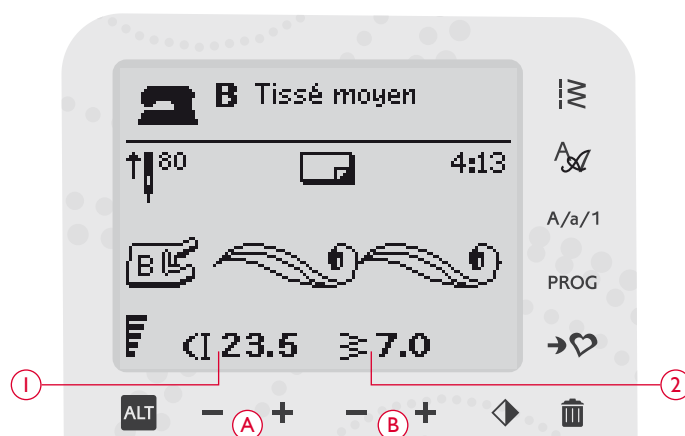 B Tissé moyen
80 4:13
A
A/a/1
B
PROG
23.5 7.0
1 2
ALT - + - +
A B